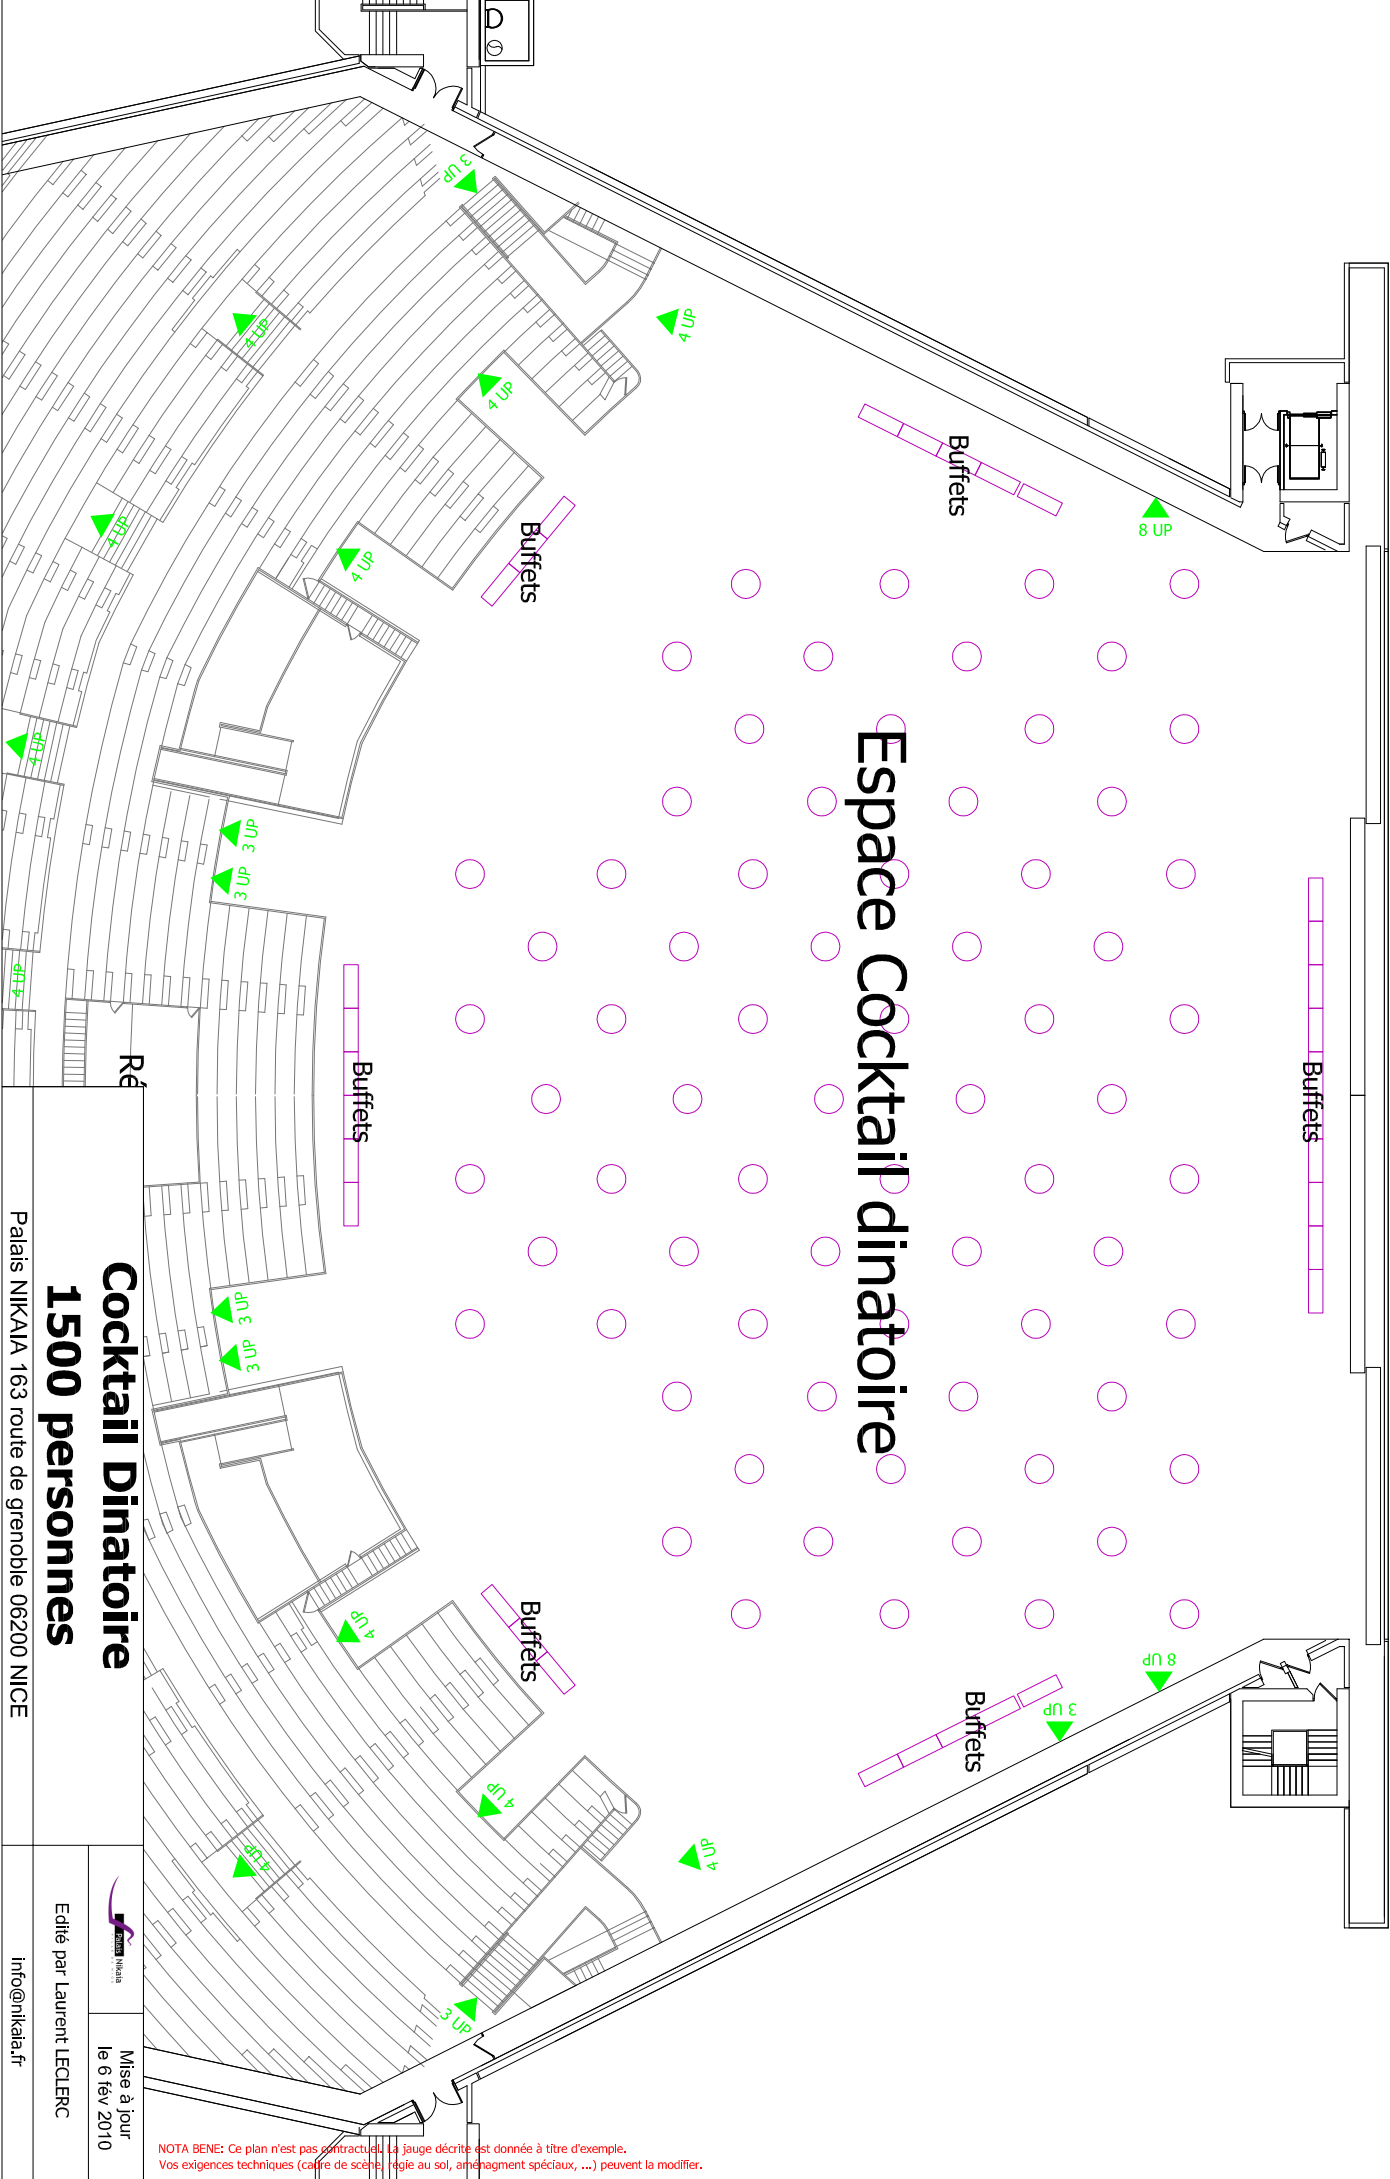 3 UP
4 UP
4 UP
4 UP
Buffets
8 UP
4 UP
Buffets
4 UP
4 UP
3 UP
3 UP
4 UP
Espace Cocktail dinatoire
Ré
Buffets
Buffets
3 UP
3 UP
4 UP
Buffets
8 UP
3 UP
Buffets
4 UP
4 UP
4 UP
3 UP
Cocktail Dinatoire
1500 personnes
Palais NIKAIA 163 route de grenoble 06200 NICE
Palais Nikaia
Mise à jour
le 6 fév 2010
Edité par Laurent LECLERC
info@nikaia.fr
NOTA BENE: Ce plan n'est pas contractuel. La jauge décrite est donnée à titre d'exemple.
Vos exigences techniques (cadre de scène, régie au sol, aménagment spéciaux, ...) peuvent la modifier.